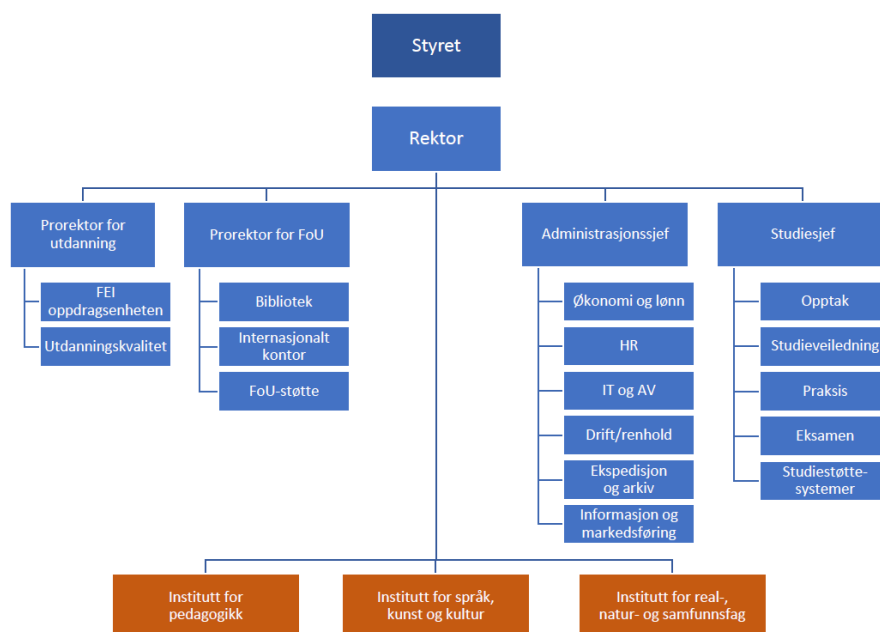 Styret
Rektor
Prorektor for
utdanning
FEI
oppdragsenheten
Utdanningskvalitet
Prorektor for FoU
Bibliotek
Internasjonalt
kontor
FoU-støtte
Administrasjonssjef
Økonomi og lønn
HR
IT og AV
Drift/renhold
Ekspedisjon
og arkiv
Informasjon og
markedsføring
Studiesjef
Opptak
Studieveiledning
Praksis
Eksamen
Studiestøtte-
systemer
Institutt for
pedagogikk
Institutt for språk,
kunst og kultur
Institutt for real-,
natur- og samfunnsfag